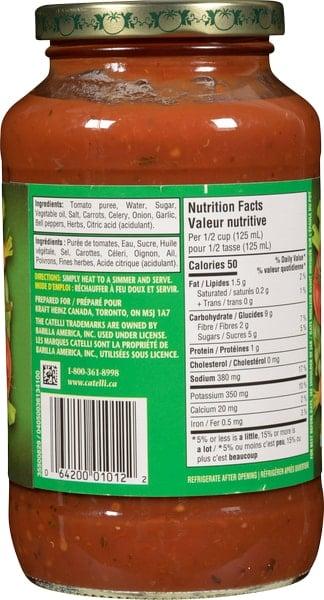 Ingredients: Tomato puree, Water, Sugar,
Vegetable oil, Salt, Carrots, Celery, Onion, Garlic,
Bell peppers, Herbs, Citric acid (acidulant).
Ingrédients : Purée de tomates, Eau, Sucre, Huile
végétale, Sel, Carottes, Céleri, Oignon, Ail,
Poivrons, Fines herbes, Acide citrique (acidulant).
DIRECTIONS: SIMPLY HEAT TO A SIMMER AND SERVE.
MODE D'EMPLOI : RÉCHAUFFER À FEU DOUX ET SERVIR.
PREPARED FOR / PRÉPARÉ POUR
KRAFT HEINZ CANADA, TORONTO, ON M5J 1A7
THE CATELLI TRADEMARKS ARE OWNED BY
BARILLA AMERICA, INC. USED UNDER LICENSE.
LES MARQUES CATELLI SONT LA PROPRIÉTÉ DE
BARILLA AMERICA, INC., UTILISÉES SOUS LICENCE.
1-800-361-8998
www.catelli.ca
0 64200 01012 2
Nutrition Facts
Valeur nutritive
Per 1/2 cup (125 mL)
pour 1/2 tasse (125 mL)
Calories 50
% Daily Value*
% valeur quotidienne*
Fat / Lipides 1.5 g 2%
Saturated / saturés 0.2 g
+ Trans / trans 0 g 1%
Carbohydrate / Glucides 9 g
Fibre / Fibres 2 g 7%
Sugars / Sucres 5 g 5%
Protein / Protéines 1 g
Cholesterol / Cholestérol 0 mg
Sodium 380 mg 17%
Potassium 350 mg 10%
Calcium 20 mg 2%
Iron / Fer 0.5 mg 3%
*5% or less is a little, 15% or more is
a lot / *5% ou moins c'est peu, 15% ou
plus c'est beaucoup
REFRIGERATE AFTER OPENING | RÉFRIGÉRER APRÈS OUVERTURE